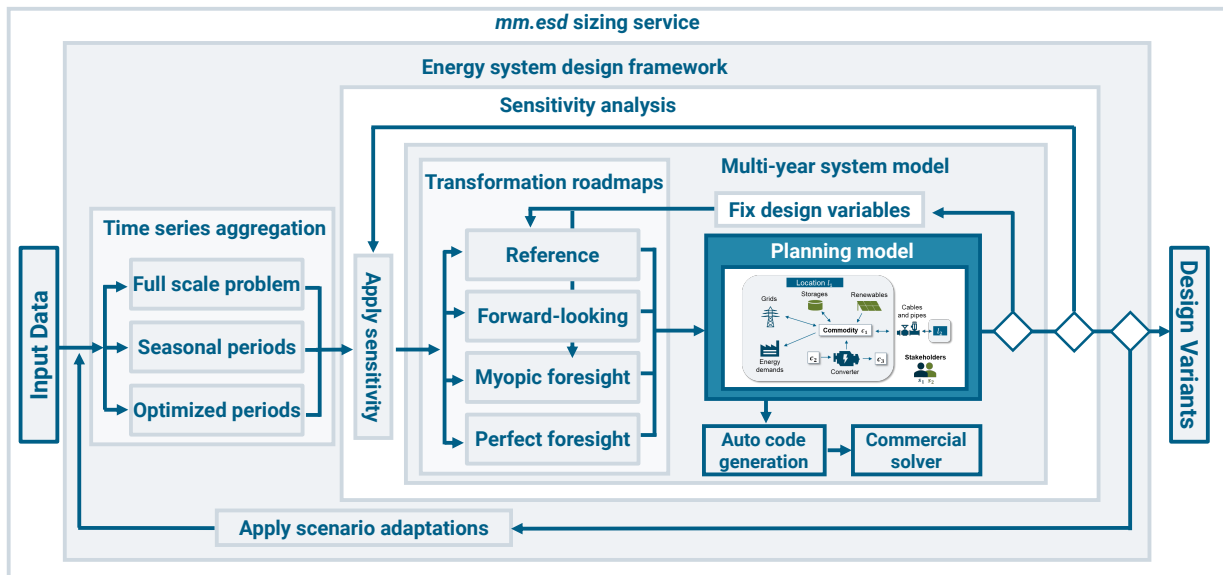 mm.esd sizing service
Energy system design framework
Sensitivity analysis
Multi-year system model
Transformation roadmaps
Fix design variables
Time series aggregation
Input Data
Full scale problem
Seasonal periods
Optimized periods
Apply sensitivity
Reference
Forward-looking
Myopic foresight
Perfect foresight
Planning model
Location l₁
Grids
Storages
Renewables
Commodity c₁
Cables
and pipes
l₂
Energy
demands
c₂
Converter
c₃
Stakeholders
s₁ s₂
Auto code
generation
Commercial
solver
Design Variants
Apply scenario adaptations